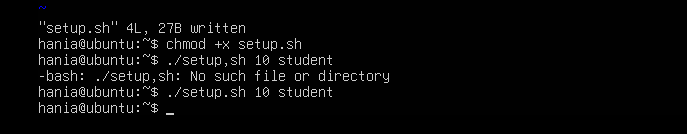 ~
"setup.sh" 4L, 27B written
hania@ubuntu:~$ chmod +x setup.sh
hania@ubuntu:~$ ./setup,sh 10 student
-bash: ./setup,sh: No such file or directory
hania@ubuntu:~$ ./setup.sh 10 student
hania@ubuntu:~$ _